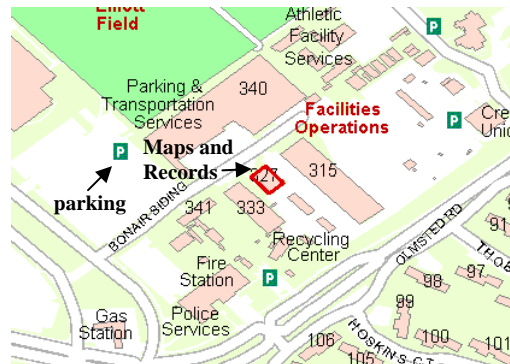 Elliott
Field
Athletic
Facility
Services
P
Parking &
Transportation
Services
340
Facilities
Operations
P
Cre
Unio
P
Maps and
Records
327
315
parking
BONAIR SIDING
341
333
Recycling
Center
OLMSTED RD
91
THOB
Fire
Station
P
97
98
99
Gas
Station
Police
Services
106
105
HOSKINS CT
100
101